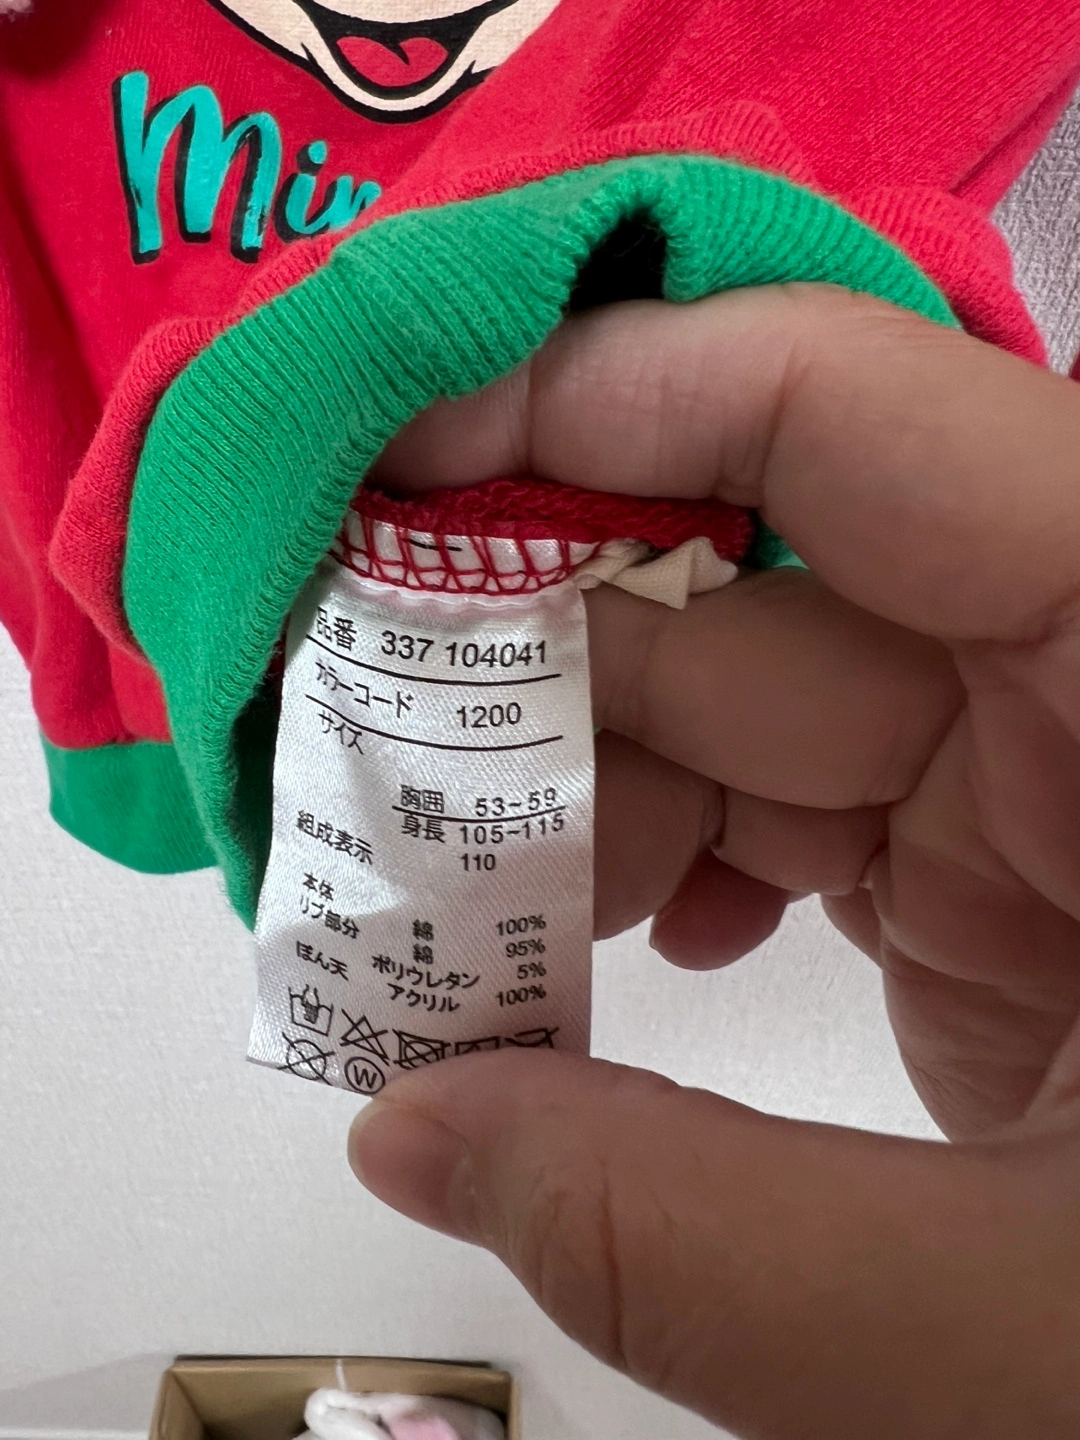 Min
品番 337 104041
カラーコード 1200
サイズ
胸囲 53-59
身長 105-115
110
組成表示
本体 綿 100%
リブ部分 綿 95%
ポリウレタン 5%
ぼん天 アクリル 100%
W